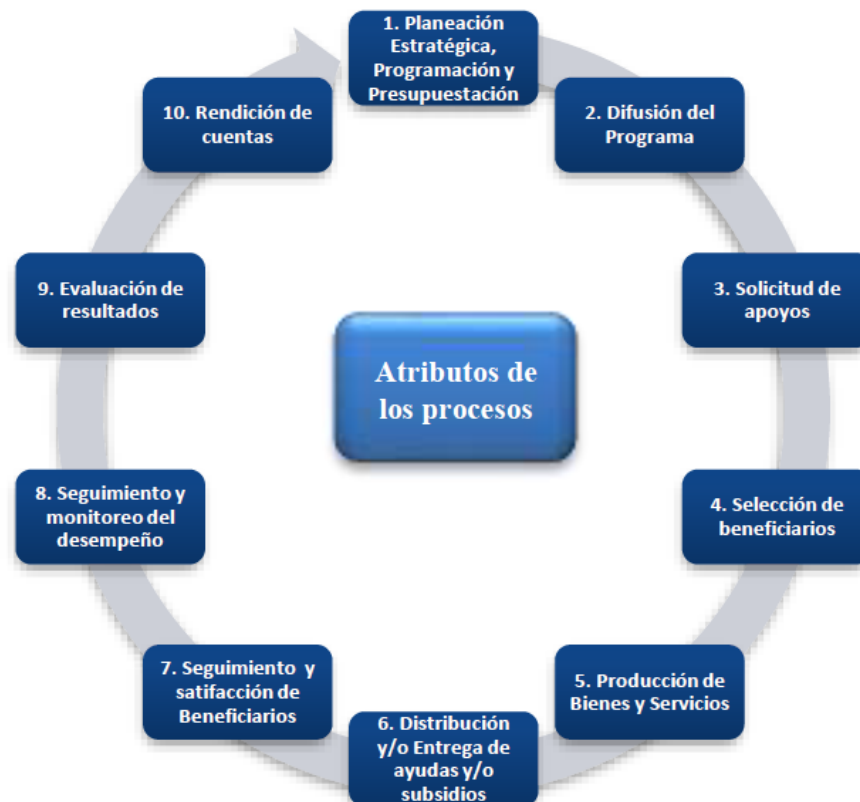 1. Planeación
Estratégica,
Programación y
Presupuestación
2. Difusión del
Programa
3. Solicitud de
apoyos
4. Selección de
beneficiarios
5. Producción de
Bienes y Servicios
6. Distribución
y/o Entrega de
ayudas y/o
subsidios
7. Seguimiento y
satifacción de
Beneficiarios
8. Seguimiento y
monitoreo del
desempeño
9. Evaluación de
resultados
10. Rendición de
cuentas
Atributos de
los procesos